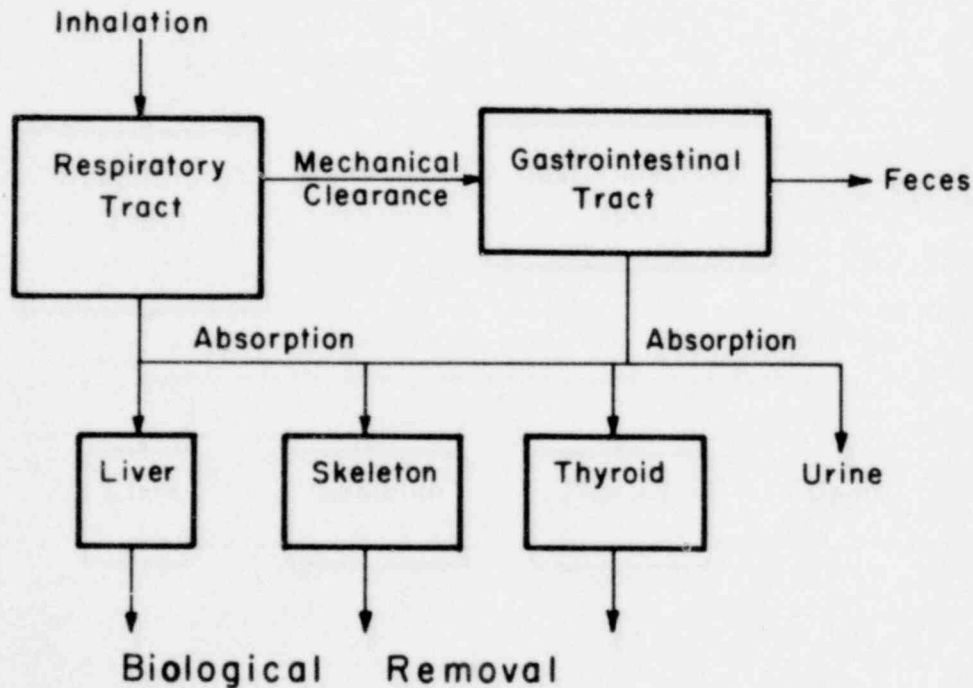 Inhalation
Respiratory
Tract
Mechanical
Clearance
Gastrointestinal
Tract
Feces
Absorption
Absorption
Liver
Skeleton
Thyroid
Urine
Biological Removal